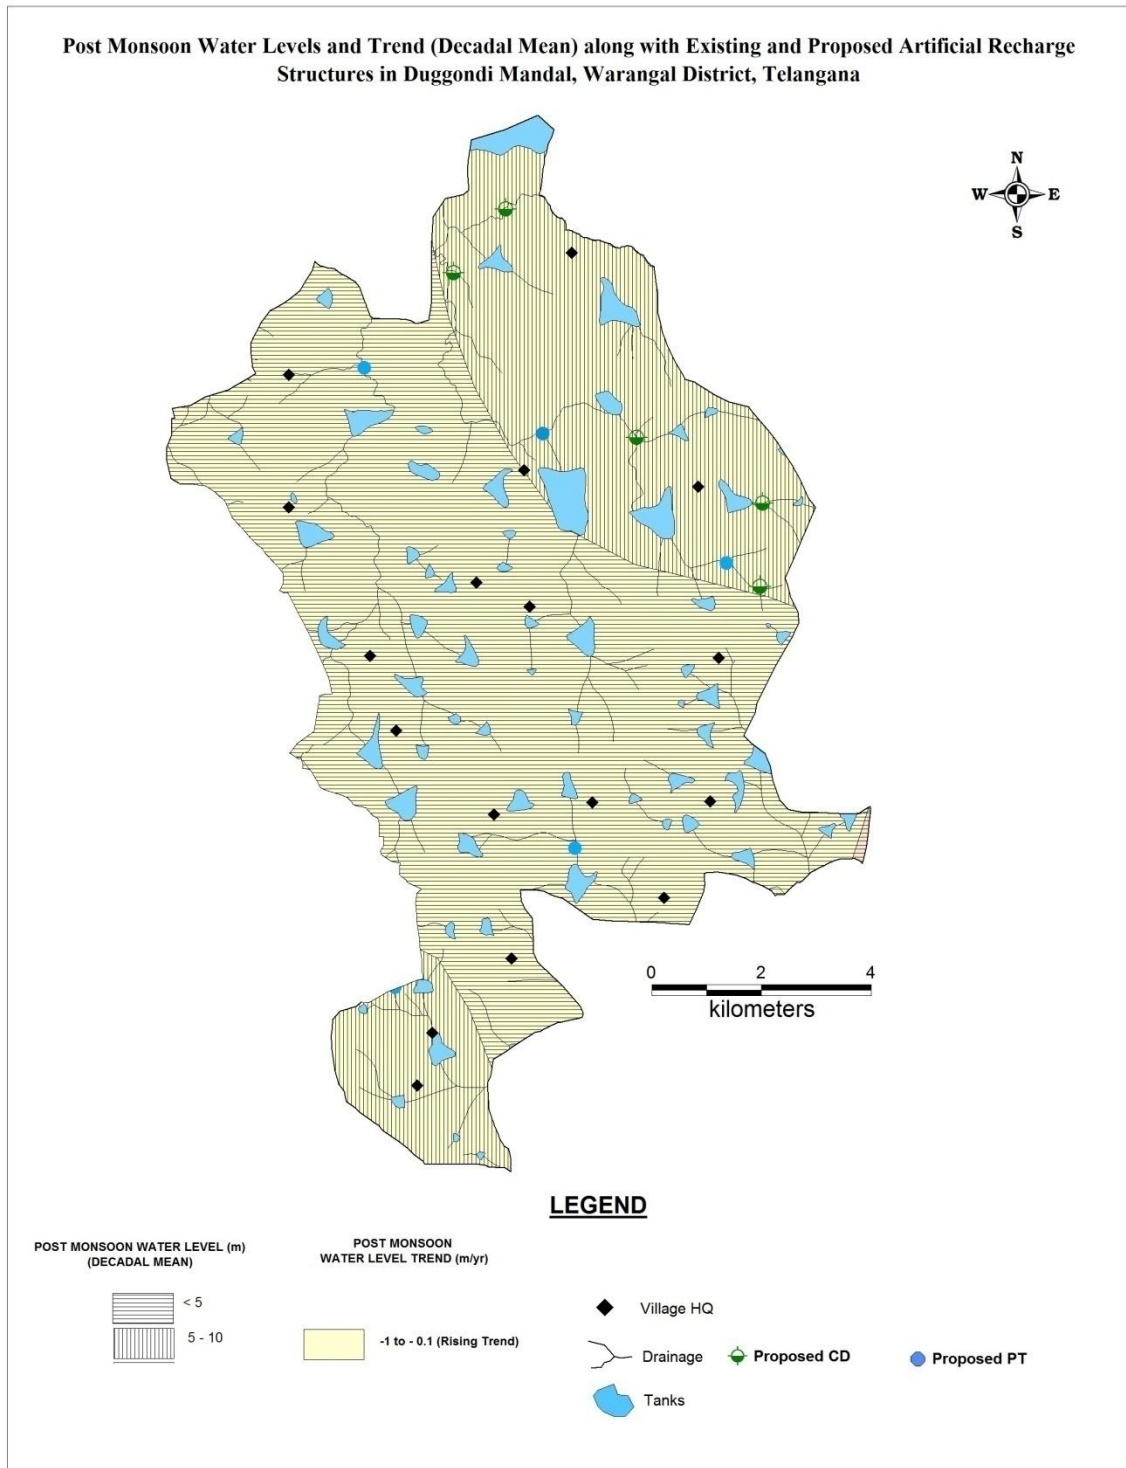 Post Monsoon Water Levels and Trend (Decadal Mean) along with Existing and Proposed Artificial Recharge
Structures in Duggondi Mandal, Warangal District, Telangana
N
W E
S
0 2 4
kilometers
LEGEND
POST MONSOON WATER LEVEL (m)
(DECADAL MEAN)
< 5
5 - 10
POST MONSOON
WATER LEVEL TREND (m/yr)
-1 to - 0.1 (Rising Trend)
Village HQ
Drainage
Proposed CD
Proposed PT
Tanks